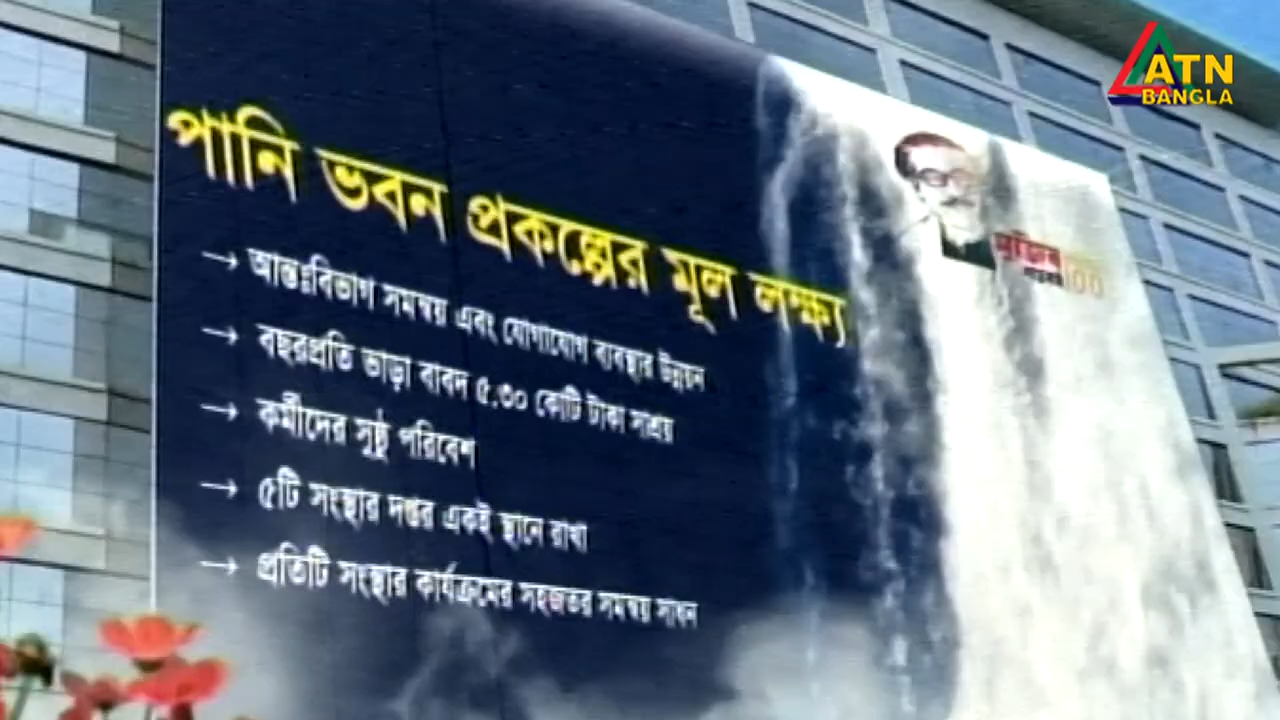 ATN
BANGLA
পানি ভবন প্রকল্পের মূল লক্ষ্য
→ আন্তঃবিভাগ সমন্বয় এবং যোগাযোগ ব্যবস্থার উন্নয়ন
→ বছরপ্রতি ভাড়া বাবদ ৫.৩০ কোটি টাকা সাশ্রয়
→ কর্মীদের সুষ্ঠু পরিবেশ
→ ৫টি সংস্থার দপ্তর একই স্থানে রাখা
→ প্রতিটি সংস্থার কার্যক্রমের সহজতর সমন্বয় সাধন
মুজিব
100